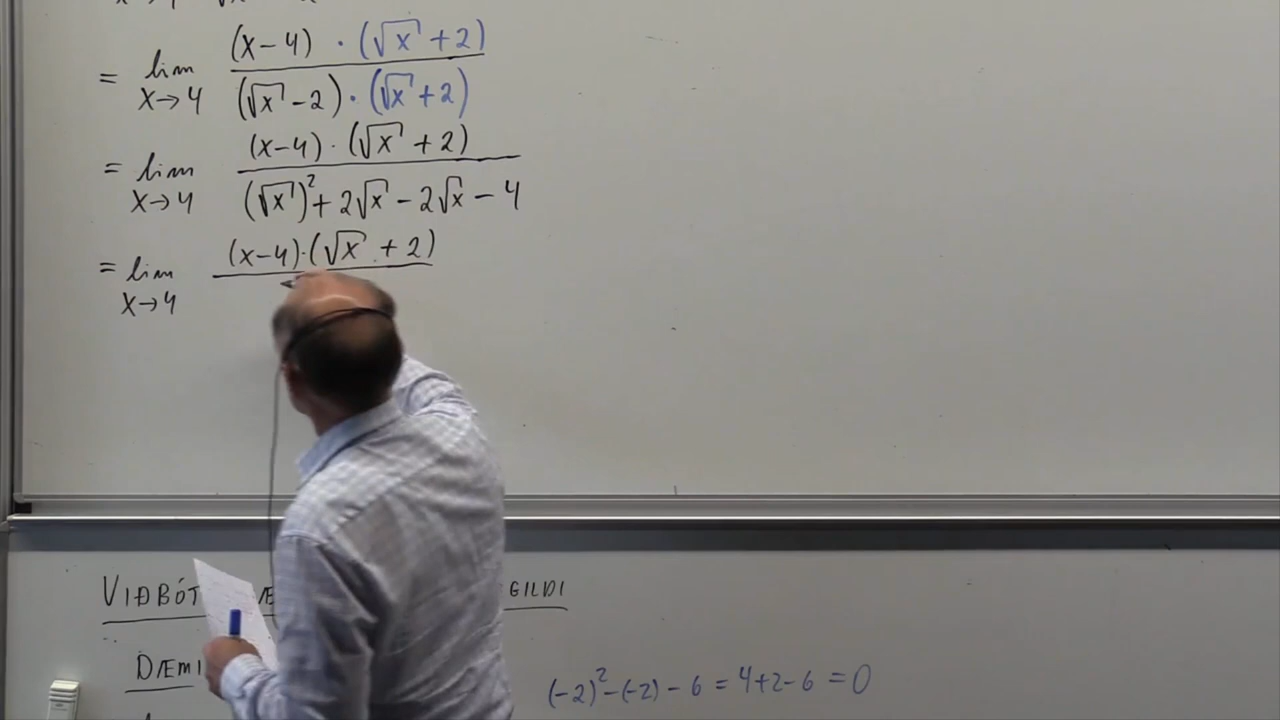 = lim x→4 (x-4) · (√x + 2) / (√x - 2) · (√x + 2)
= lim x→4 (x-4) · (√x + 2) / (√x)² + 2√x - 2√x - 4
= lim x→4 (x-4) · (√x + 2)
VIÐBÓT GILDI
DÆMI
(-2)² - (-2) - 6 = 4+2-6 = 0